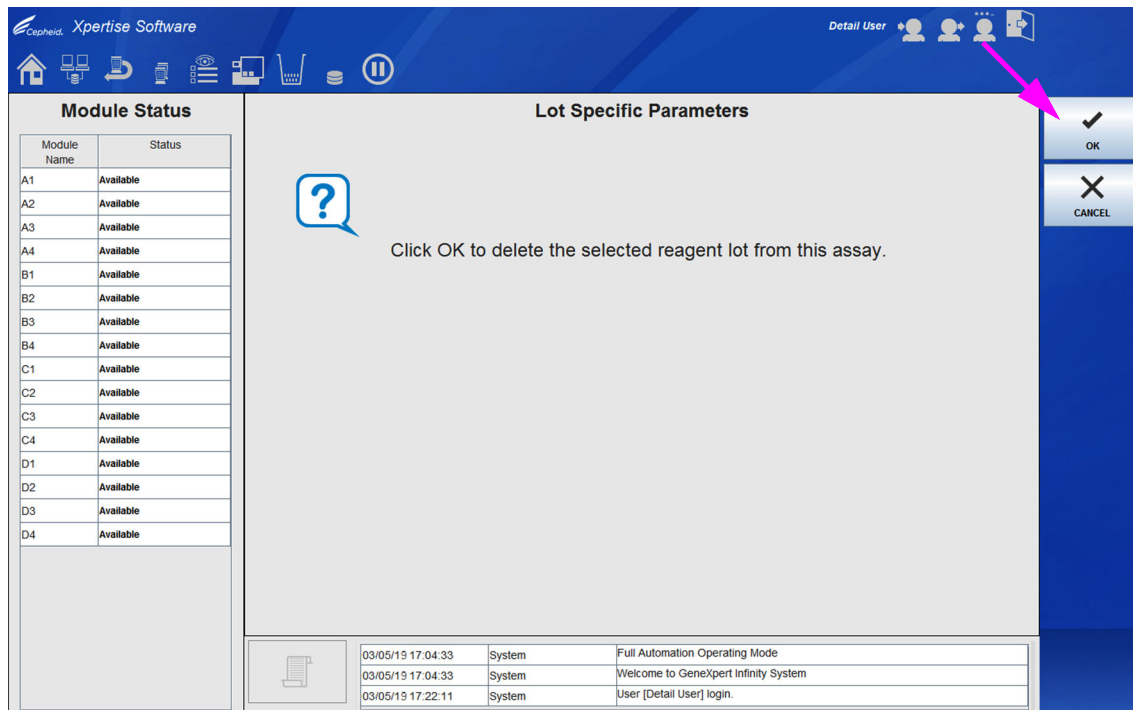 Cepheid. Xpertise Software
Detail User
Module Status
Module Name Status
A1 Available
A2 Available
A3 Available
A4 Available
B1 Available
B2 Available
B3 Available
B4 Available
C1 Available
C2 Available
C3 Available
C4 Available
D1 Available
D2 Available
D3 Available
D4 Available
Lot Specific Parameters
?
Click OK to delete the selected reagent lot from this assay.
OK
CANCEL
03/05/19 17:04:33 System Full Automation Operating Mode
03/05/19 17:04:33 System Welcome to GeneXpert Infinity System
03/05/19 17:22:11 System User [Detail User] login.